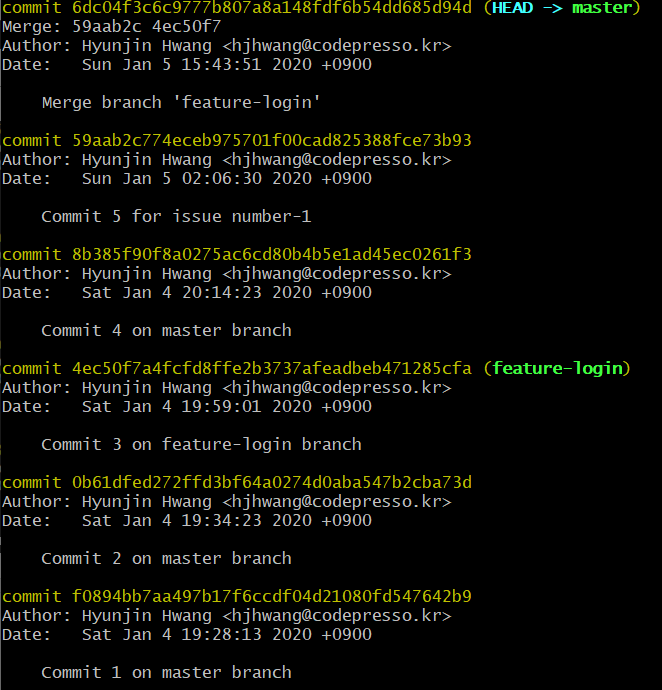 commit 6dc04f3c6c9777b807a8a148fdf6b54dd685d94d (HEAD -> master)
Merge: 59aab2c 4ec50f7
Author: Hyunjin Hwang <hjhwang@codepresso.kr>
Date:   Sun Jan 5 15:43:51 2020 +0900
    Merge branch 'feature-login'
commit 59aab2c774eceb975701f00cad825388fce73b93
Author: Hyunjin Hwang <hjhwang@codepresso.kr>
Date:   Sun Jan 5 02:06:30 2020 +0900
    Commit 5 for issue number-1
commit 8b385f90f8a0275ac6cd80b4b5e1ad45ec0261f3
Author: Hyunjin Hwang <hjhwang@codepresso.kr>
Date:   Sat Jan 4 20:14:23 2020 +0900
    Commit 4 on master branch
commit 4ec50f7a4fcfd8ffe2b3737afeadbeb471285cfa (feature-login)
Author: Hyunjin Hwang <hjhwang@codepresso.kr>
Date:   Sat Jan 4 19:59:01 2020 +0900
    Commit 3 on feature-login branch
commit 0b61dfed272ffd3bf64a0274d0aba547b2cba73d
Author: Hyunjin Hwang <hjhwang@codepresso.kr>
Date:   Sat Jan 4 19:34:23 2020 +0900
    Commit 2 on master branch
commit f0894bb7aa497b17f6ccdf04d21080fd547642b9
Author: Hyunjin Hwang <hjhwang@codepresso.kr>
Date:   Sat Jan 4 19:28:13 2020 +0900
    Commit 1 on master branch